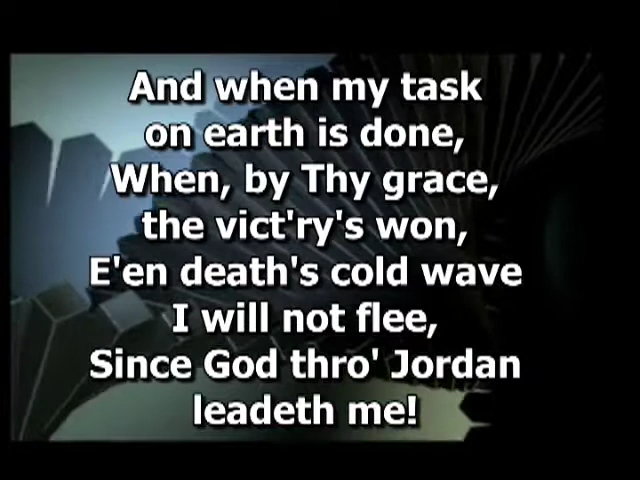 And when my task
on earth is done,
When, by Thy grace,
the vict'ry's won,
E'en death's cold wave
I will not flee,
Since God thro' Jordan
leadeth me!